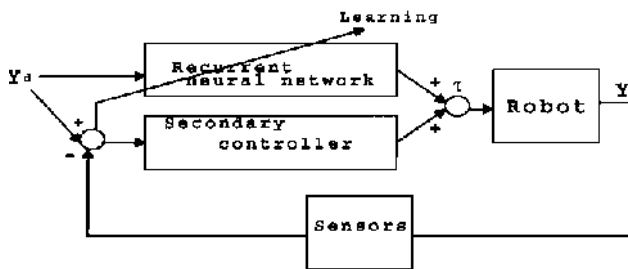 Learning
Yd
Recurrent
neural network
+
τ
+
Robot
Y
+
-
Secondary
controller
Sensors